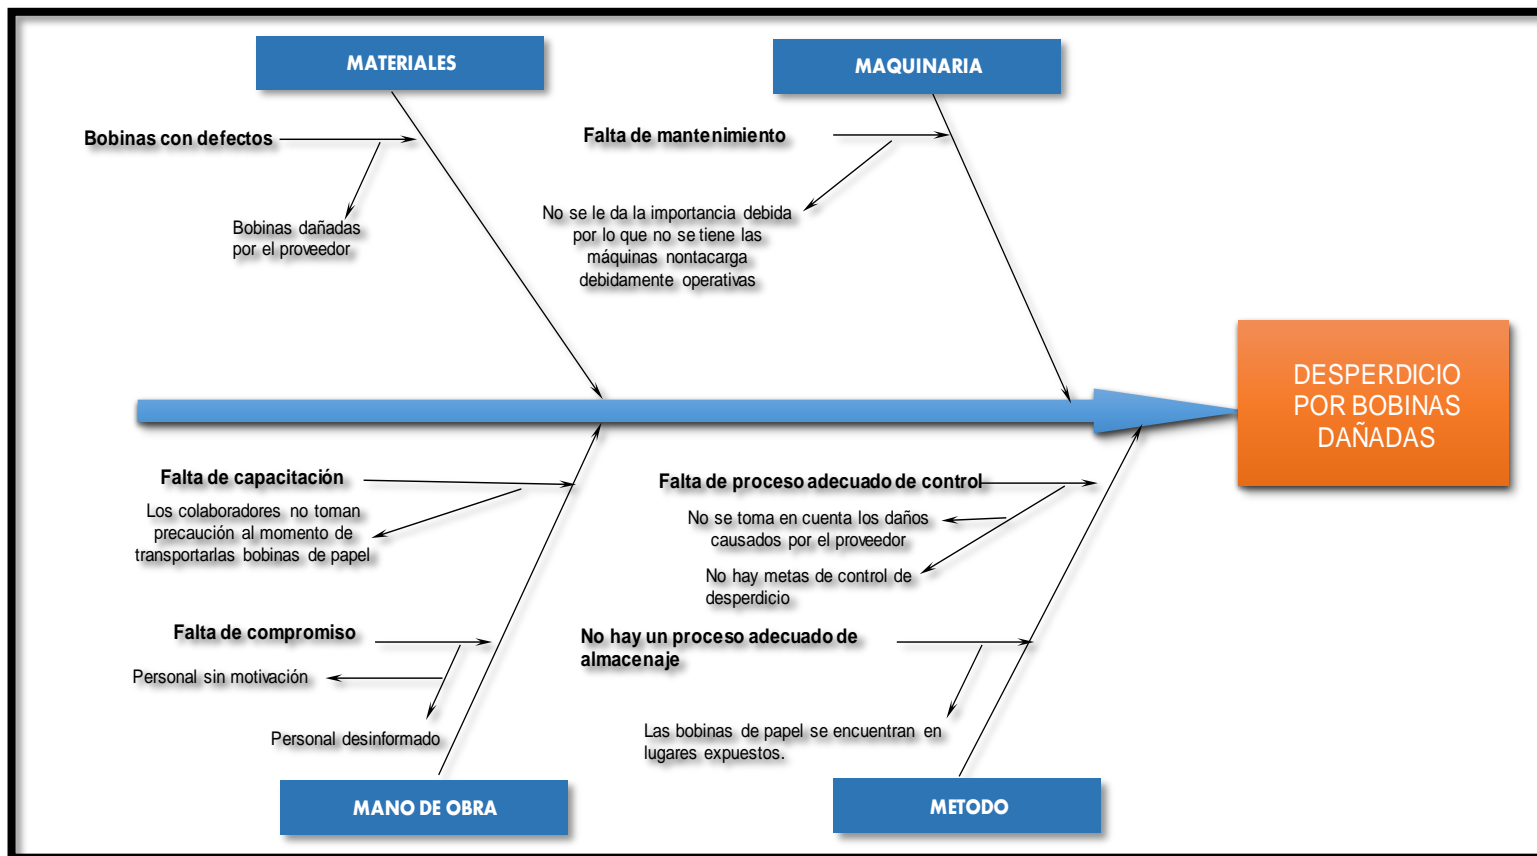 MATERIALES
MAQUINARIA
Bobinas con defectos
Falta de mantenimiento
Bobinas dañadas
por el proveedor
No se le da la importancia debida
por lo que no se tiene las
máquinas nontacarga
debidamente operativas
DESPERDICIO
POR BOBINAS
DAÑADAS
Falta de capacitación
Los colaboradores no toman
precaución al momento de
transportarlas bobinas de papel
Falta de proceso adecuado de control
No se toma en cuenta los daños
causados por el proveedor
No hay metas de control de
desperdicio
Falta de compromiso
Personal sin motivación
Personal desinformado
No hay un proceso adecuado de
almacenaje
Las bobinas de papel se encuentran en
lugares expuestos.
MANO DE OBRA
METODO